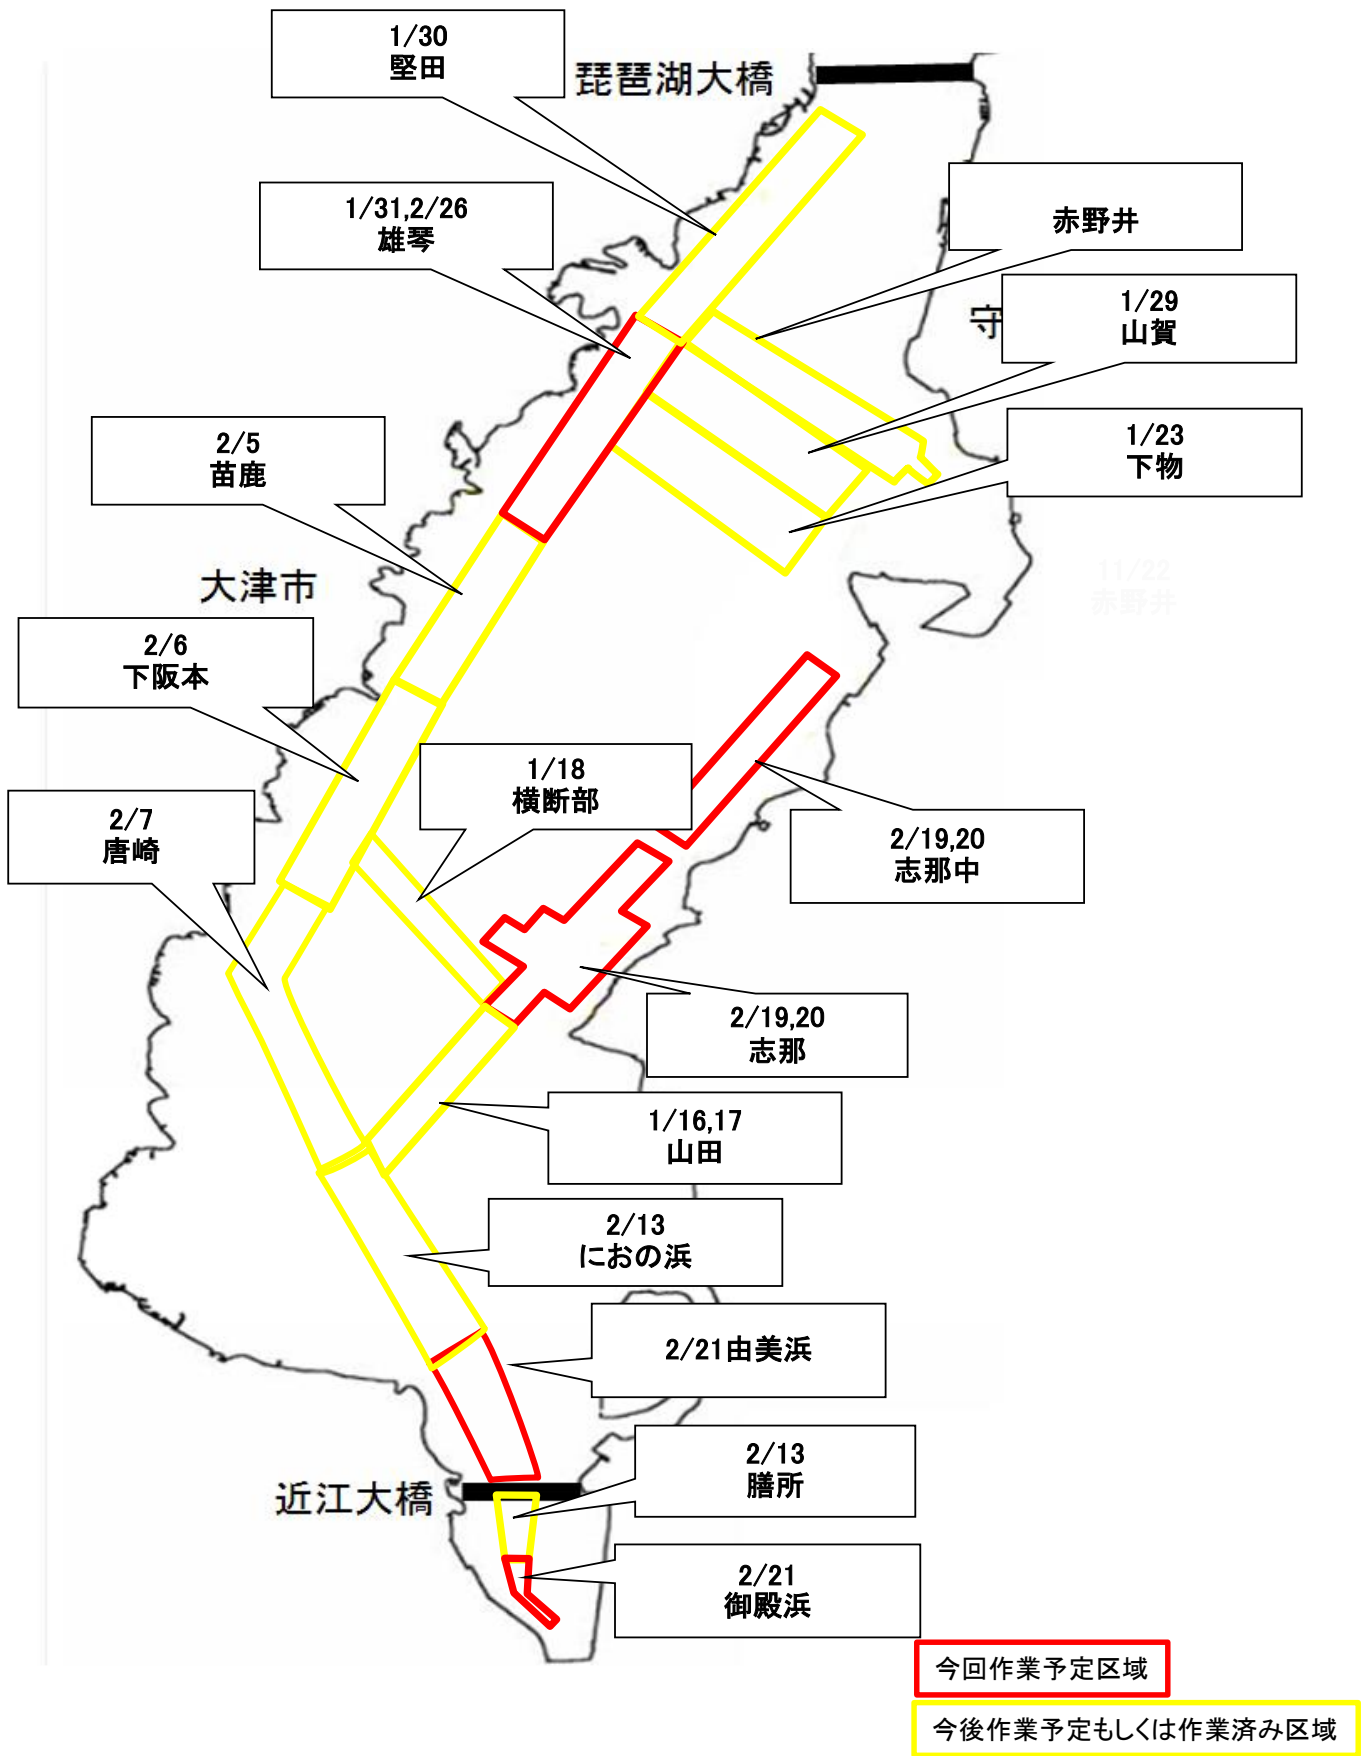 1/30
堅田
琵琶湖大橋
1/31,2/26
雄琴
赤野井
守
1/29
山賀
1/23
下物
2/5
苗鹿
11/22
赤野井
大津市
2/6
下阪本
1/18
横断部
2/7
唐崎
2/19,20
志那中
2/19,20
志那
1/16,17
山田
2/13
におの浜
2/21由美浜
2/13
膳所
近江大橋
2/21
御殿浜
今回作業予定区域
今後作業予定もしくは作業済み区域